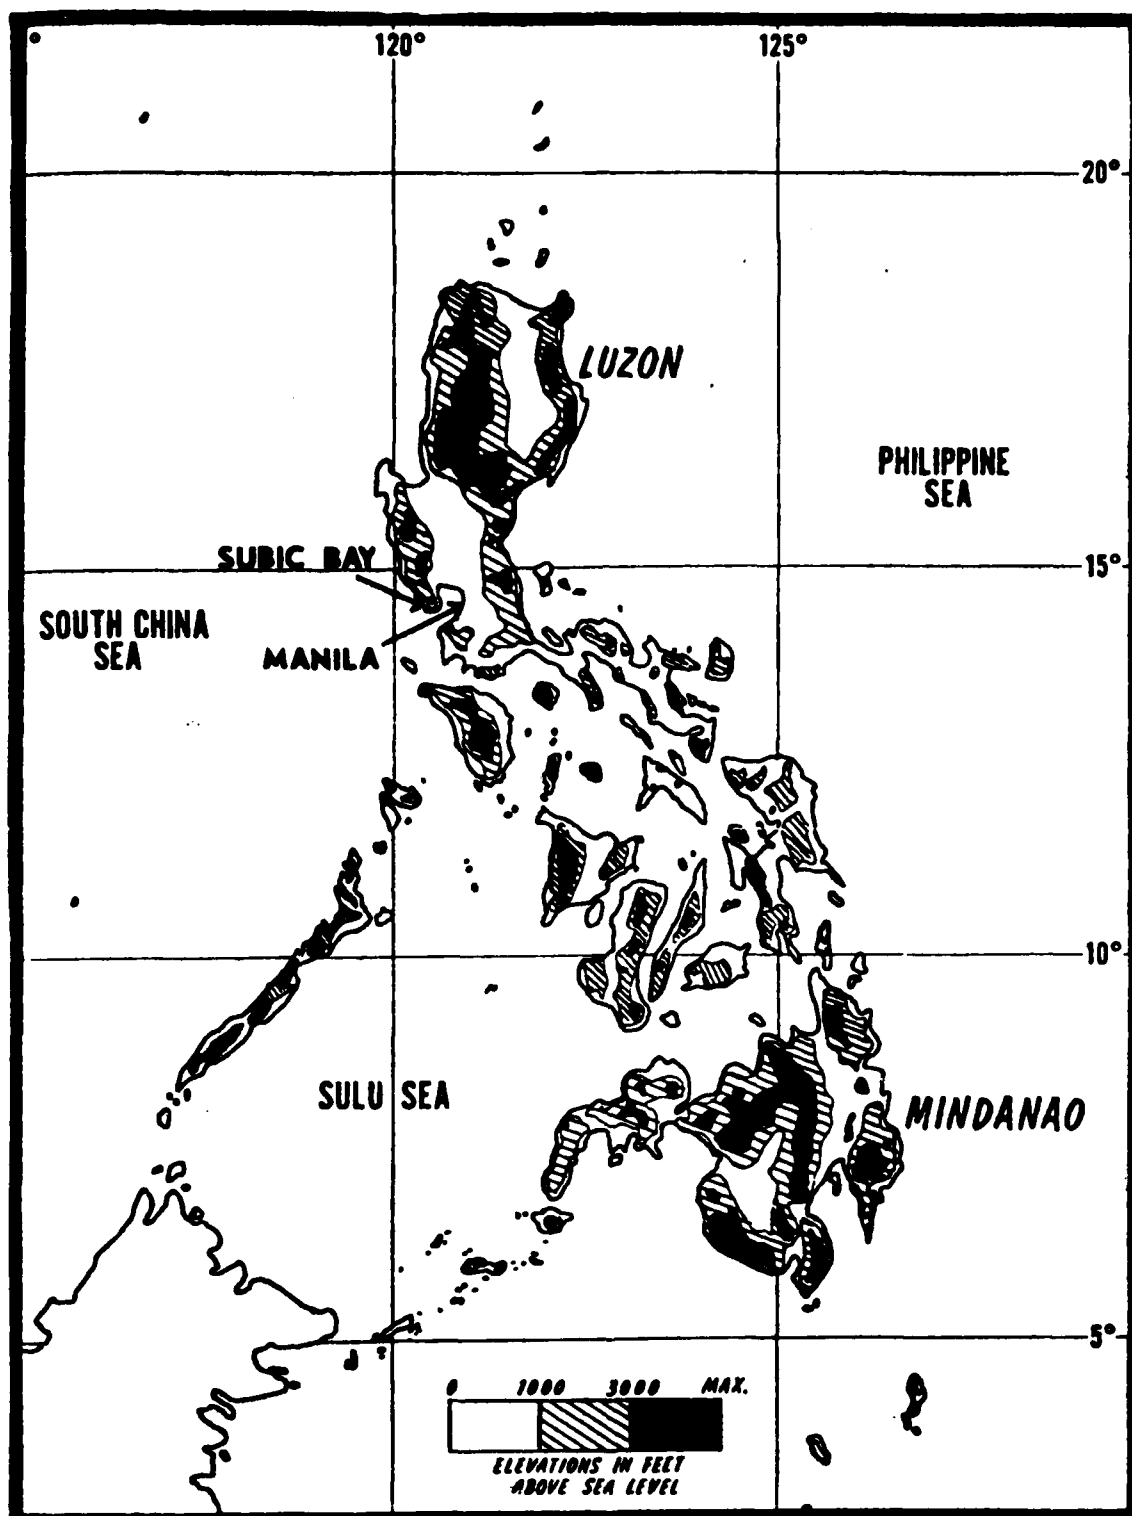 °
120°
125°
20°
LUZON
PHILIPPINE
SEA
SUBIC BAY
15°
SOUTH CHINA
SEA
MANILA
10°
SULU SEA
MINDANAO
5°
0 1000 3000 MAX.
ELEVATIONS IN FEET
ABOVE SEA LEVEL